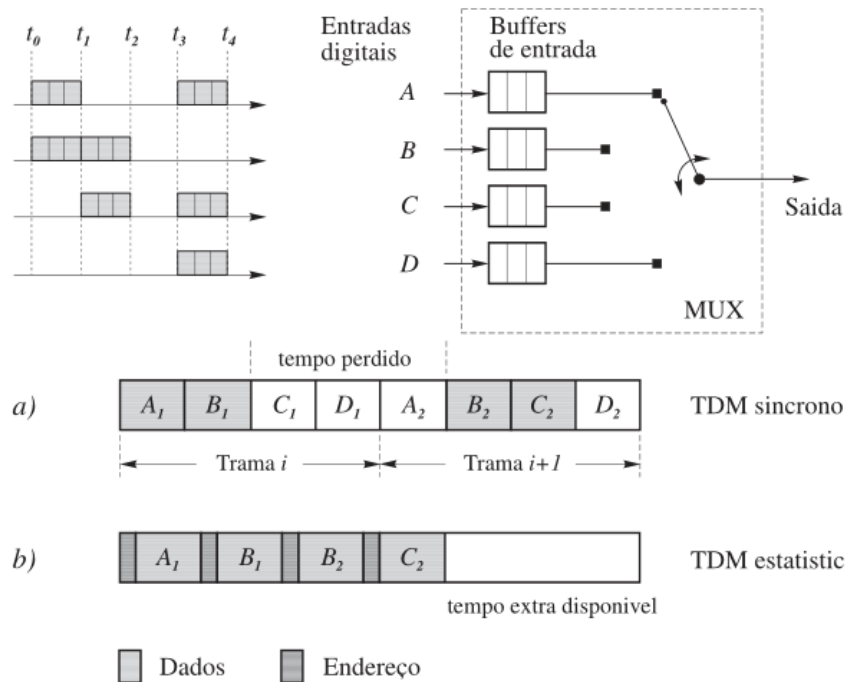 t0 t1 t2 t3 t4
Entradas
digitais
Buffers
de entrada
A
B
C
D
Saida
MUX
tempo perdido
a)
A1 B1 C1 D1 A2 B2 C2 D2
TDM sincrono
Trama i
Trama i+1
b)
A1 B1 B2 C2
TDM estatistic
tempo extra disponivel
Dados
Endereço